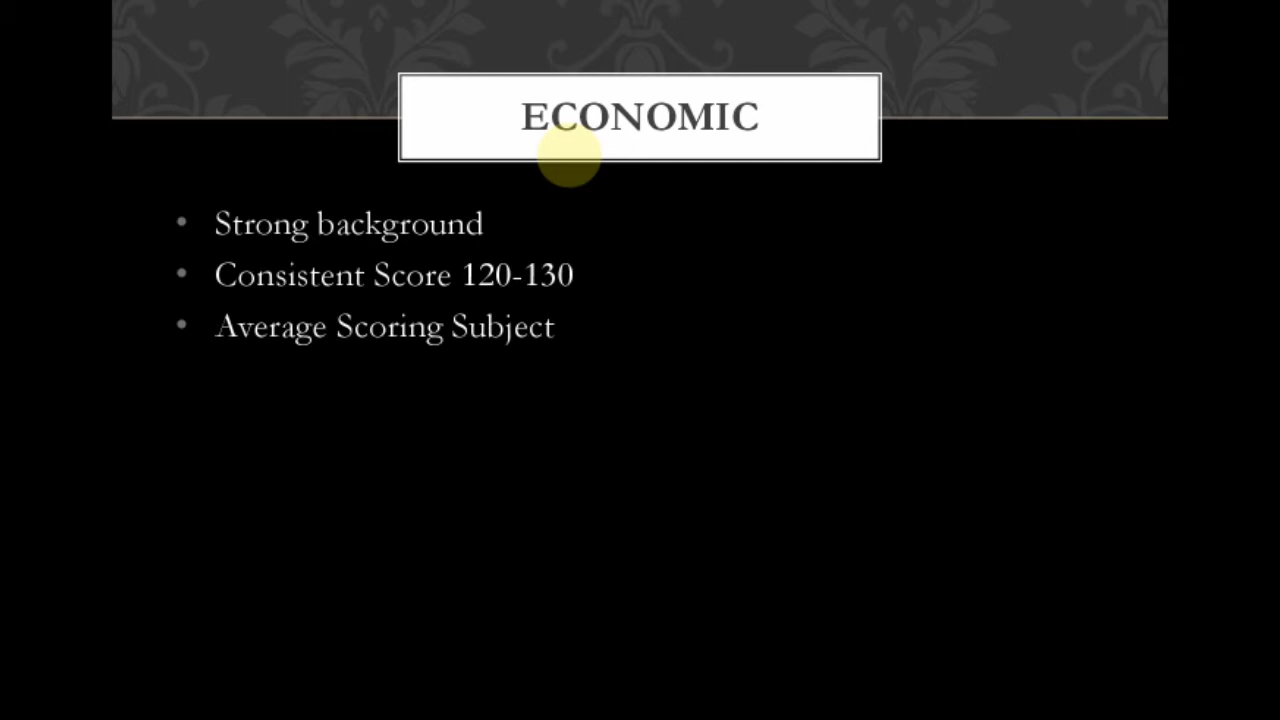 ECONOMIC
• Strong background
• Consistent Score 120-130
• Average Scoring Subject